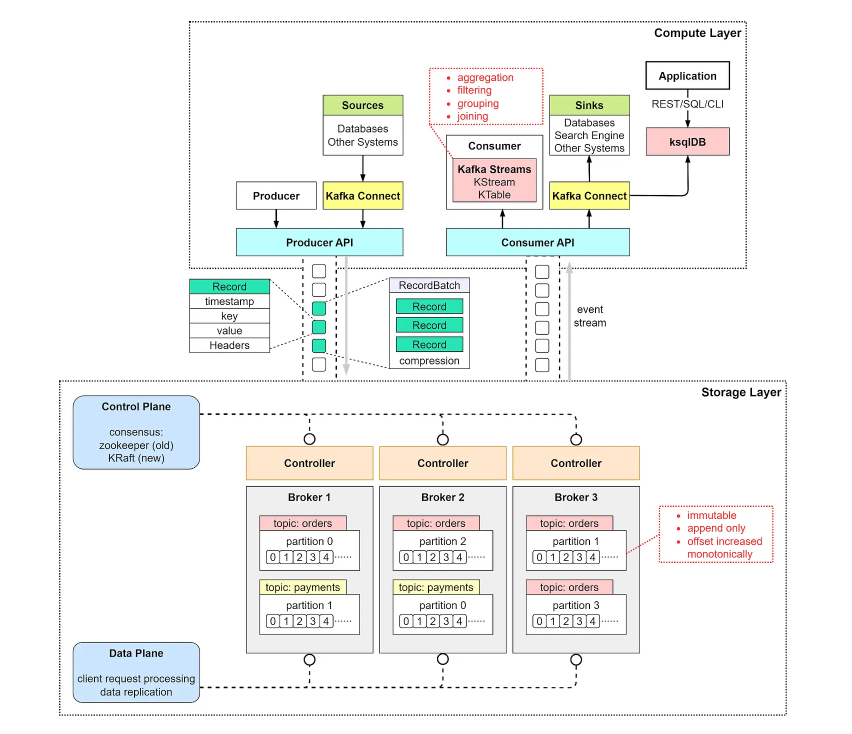 Compute Layer
Application
REST/SQL/CLI
ksqlDB
aggregation
filtering
grouping
joining
Sources
Databases
Other Systems
Sinks
Databases
Search Engine
Other Systems
Consumer
Kafka Streams
KStream
KTable
Producer
Kafka Connect
Kafka Connect
Producer API
Consumer API
Record
timestamp
key
value
Headers
RecordBatch
Record
Record
Record
compression
event
stream
Storage Layer
Control Plane
consensus:
zookeeper (old)
KRaft (new)
Controller
Controller
Controller
Broker 1
topic: orders
partition 0
0 1 2 3 4 ......
topic: payments
partition 1
0 1 2 3 4 ......
Broker 2
topic: orders
partition 2
0 1 2 3 4 ......
topic: payments
partition 0
0 1 2 3 4 ......
Broker 3
topic: orders
partition 1
0 1 2 3 4 ......
topic: orders
partition 3
0 1 2 3 4 ......
immutable
append only
offset increased
monotonically
Data Plane
client request processing
data replication